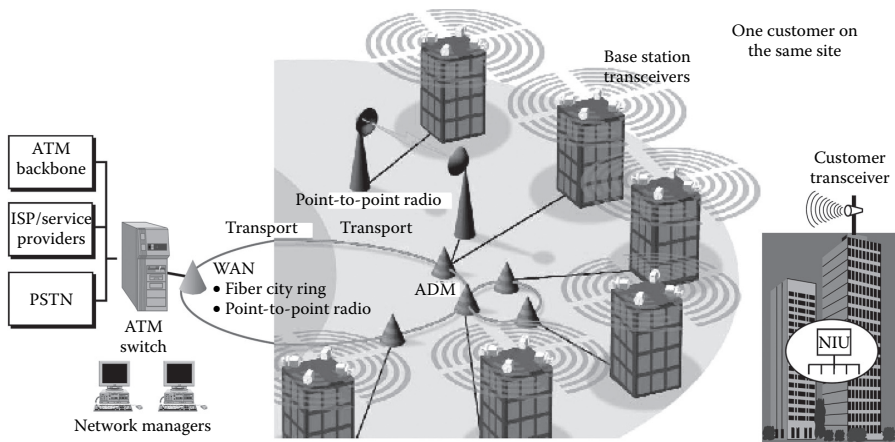 One customer on
the same site
Base station
transceivers
ATM
backbone
ISP/service
providers
PSTN
ATM
switch
Network managers
Point-to-point radio
Transport
Transport
WAN
• Fiber city ring
• Point-to-point radio
ADM
Customer
transceiver
NIU